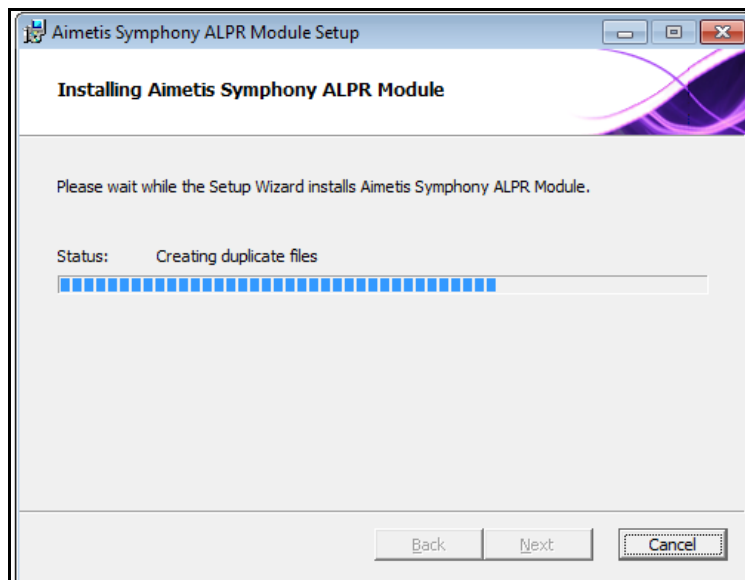 Aimetis Symphony ALPR Module Setup
Installing Aimetis Symphony ALPR Module
Please wait while the Setup Wizard installs Aimetis Symphony ALPR Module.
Status: Creating duplicate files
Back Next Cancel